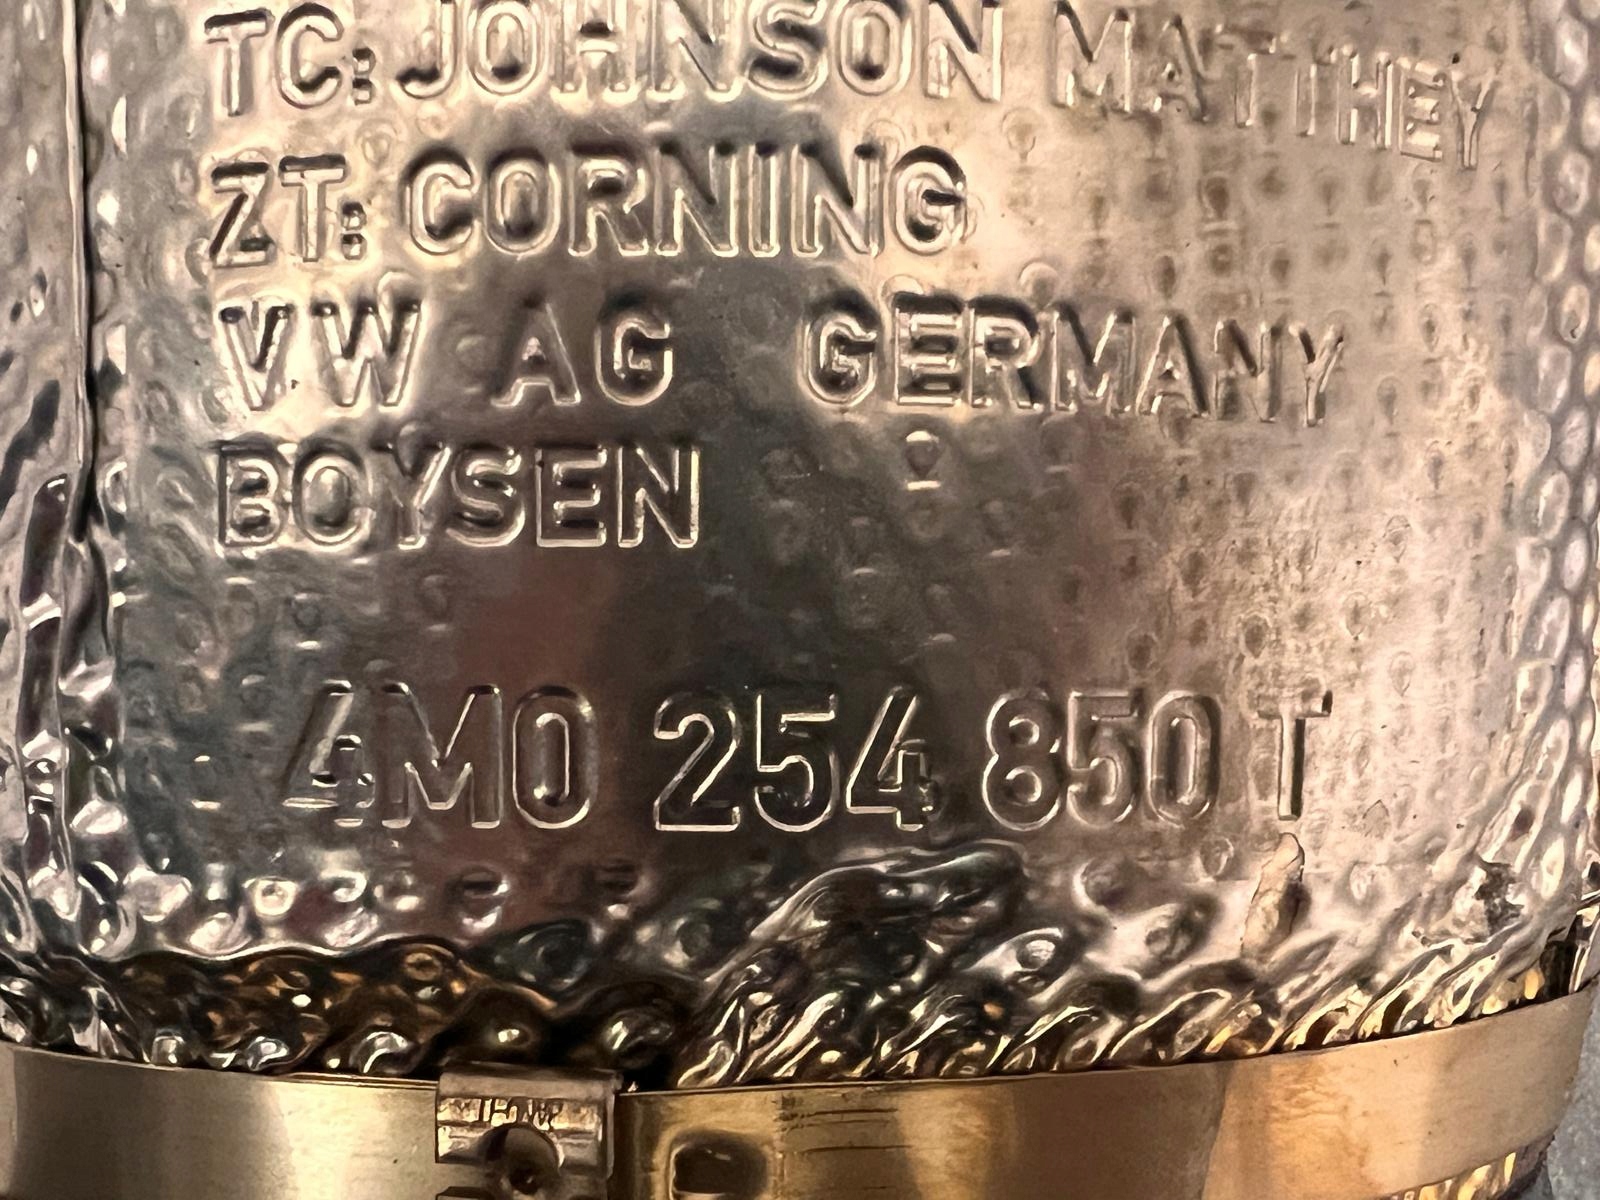 TC: JOHNSON MATTHEY
ZT: CORNING
VW AG GERMANY
BOYSEN
4M0 254 850 T